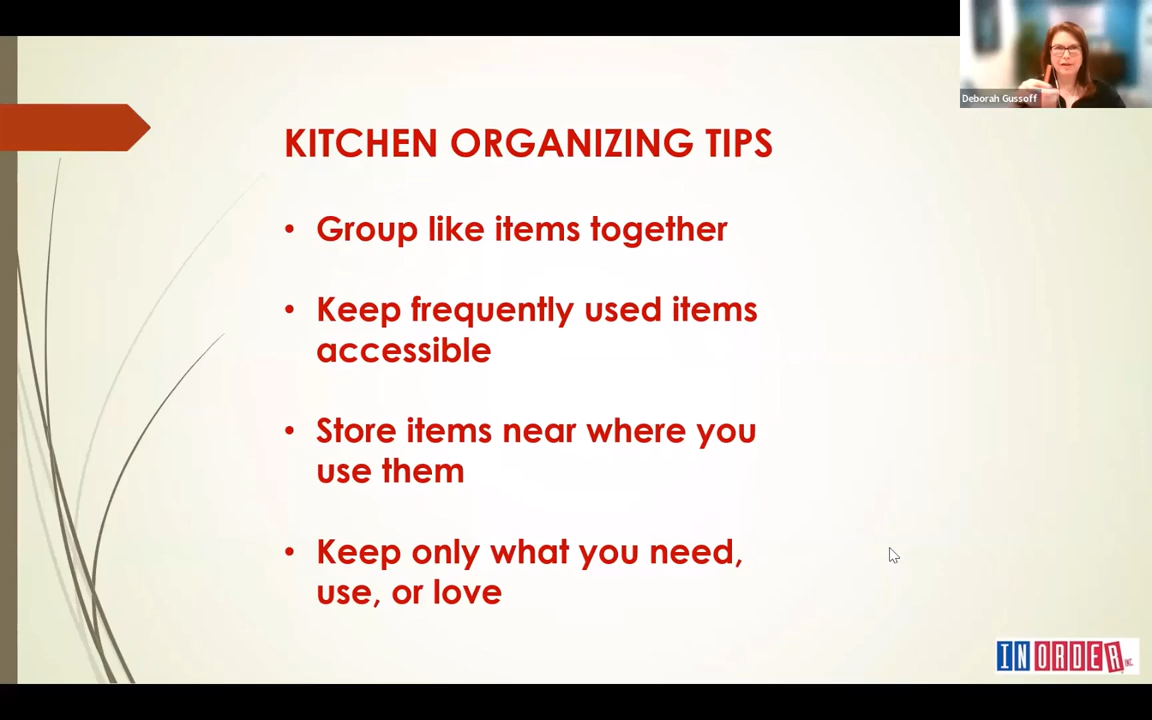 Deborah Gussoff
KITCHEN ORGANIZING TIPS
• Group like items together
• Keep frequently used items
accessible
• Store items near where you
use them
• Keep only what you need,
use, or love
IN ORDER INC.